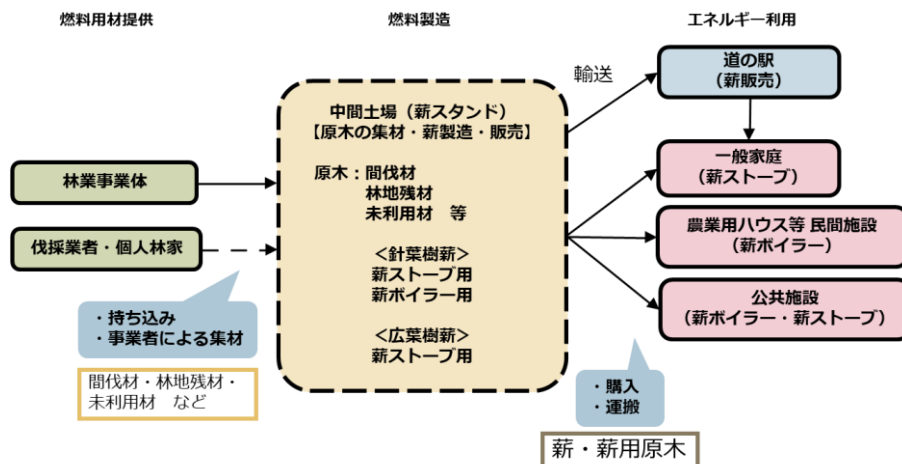 燃料用材提供
燃料製造
エネルギー利用
林業事業体
伐採業者・個人林家
・持ち込み
・事業者による集材
間伐材・林地残材・
未利用材　など
中間土場（薪スタンド）
【原木の集材・薪製造・販売】
原木：間伐材
林地残材
未利用材　等
＜針葉樹薪＞
薪ストーブ用
薪ボイラー用
＜広葉樹薪＞
薪ストーブ用
輸送
道の駅
（薪販売）
一般家庭
（薪ストーブ）
農業用ハウス等 民間施設
（薪ボイラー）
公共施設
（薪ボイラー・薪ストーブ）
・購入
・運搬
薪・薪用原木